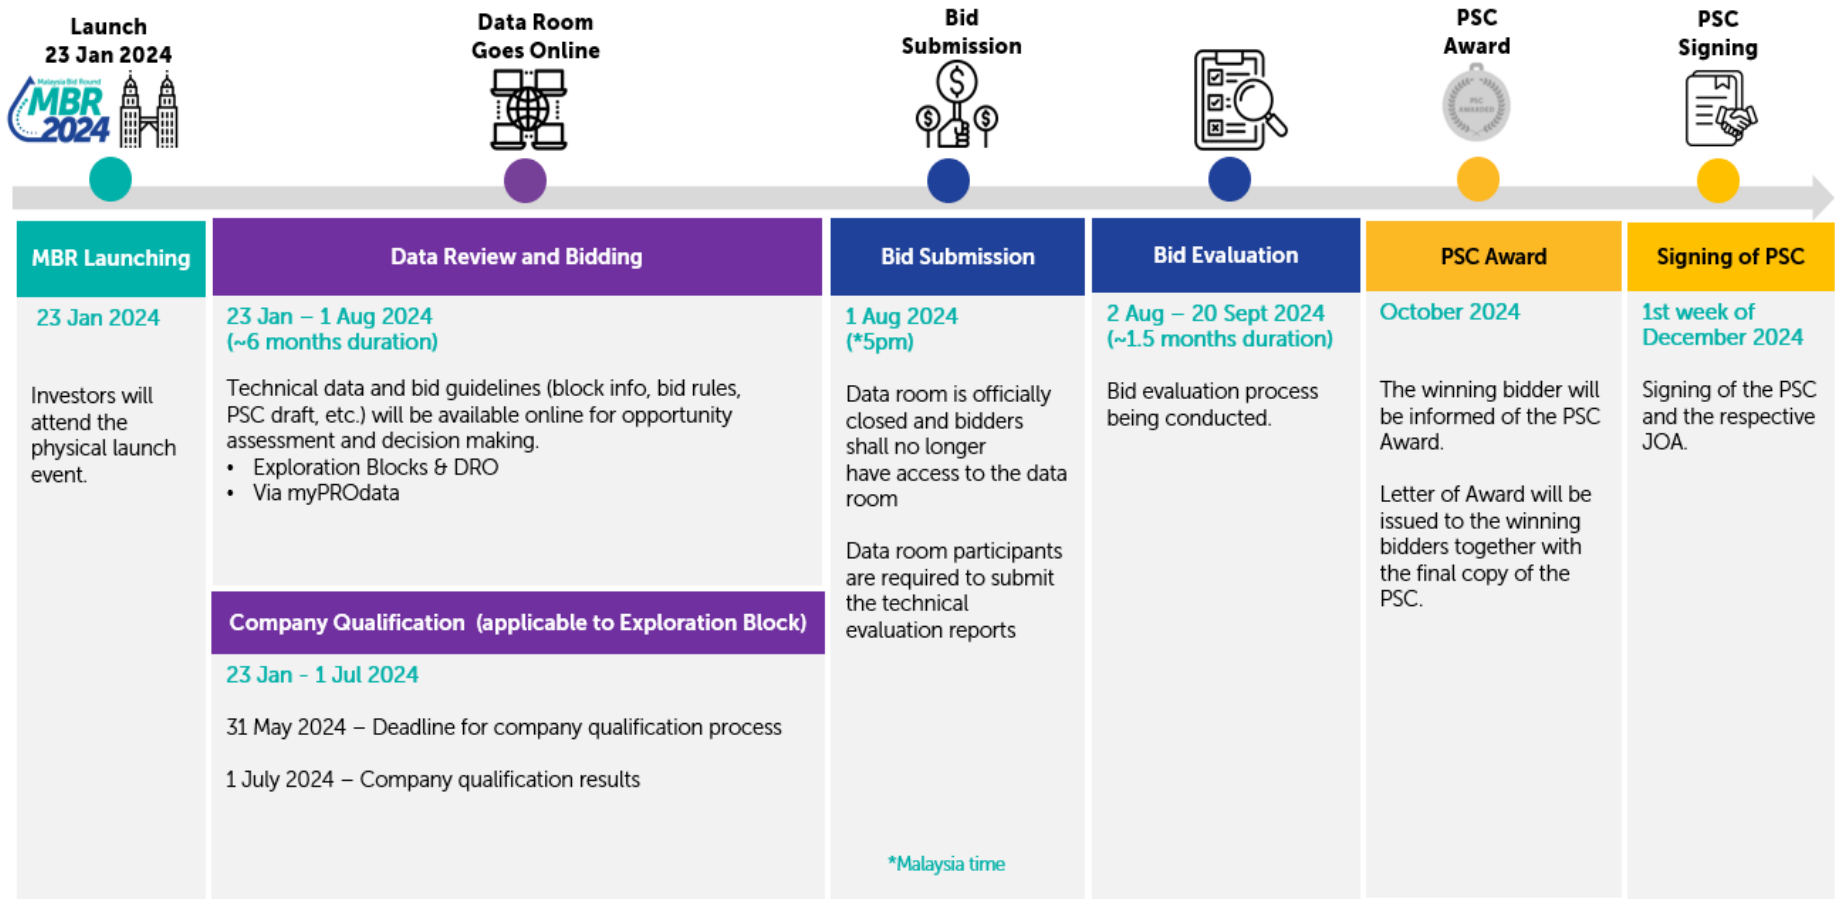 Launch
23 Jan 2024
Malaysia Bid Round
MBR
2024
Data Room
Goes Online
Bid
Submission
PSC
Award
PSC
AWARDED
PSC
Signing
MBR Launching
23 Jan 2024
Investors will
attend the
physical launch
event.
Data Review and Bidding
23 Jan – 1 Aug 2024
(~6 months duration)
Technical data and bid guidelines (block info, bid rules,
PSC draft, etc.) will be available online for opportunity
assessment and decision making.
• Exploration Blocks & DRO
• Via myPROdata
Company Qualification (applicable to Exploration Block)
23 Jan - 1 Jul 2024
31 May 2024 – Deadline for company qualification process
1 July 2024 – Company qualification results
Bid Submission
1 Aug 2024
(*5pm)
Data room is officially
closed and bidders
shall no longer
have access to the data
room
Data room participants
are required to submit
the technical
evaluation reports
*Malaysia time
Bid Evaluation
2 Aug – 20 Sept 2024
(~1.5 months duration)
Bid evaluation process
being conducted.
PSC Award
October 2024
The winning bidder will
be informed of the PSC
Award.
Letter of Award will be
issued to the winning
bidders together with
the final copy of the
PSC.
Signing of PSC
1st week of
December 2024
Signing of the PSC
and the respective
JOA.